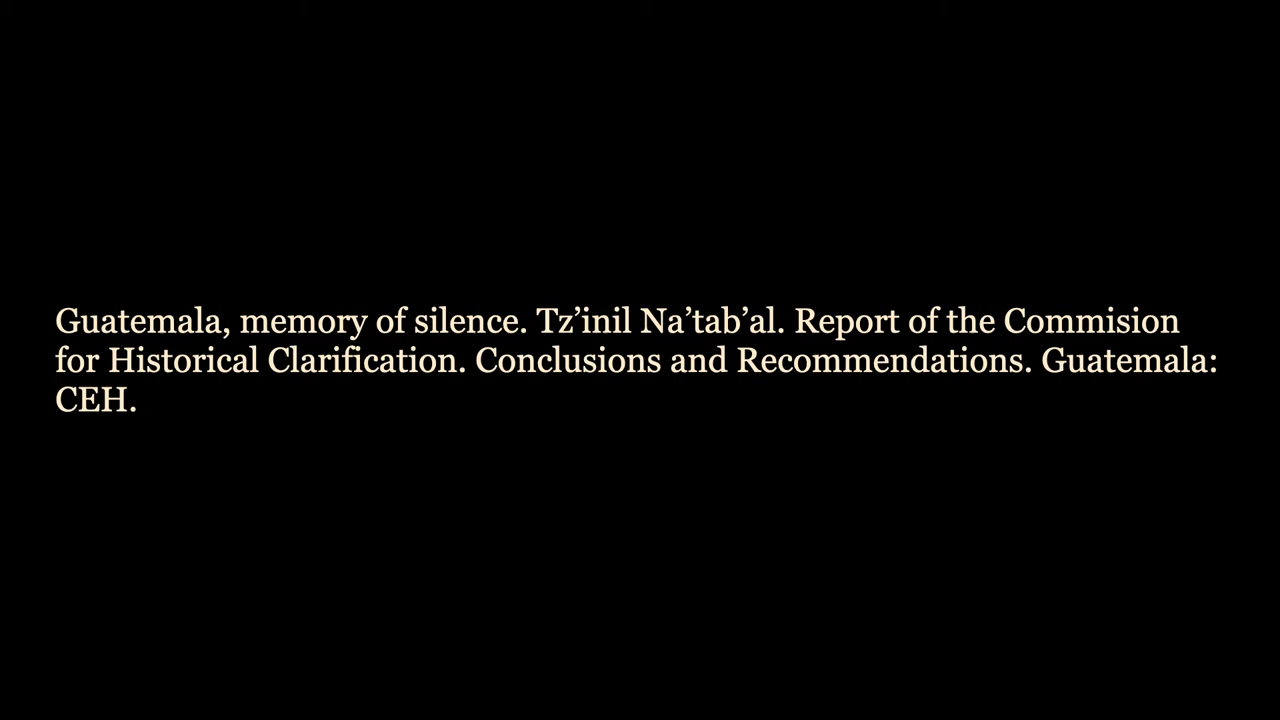 Guatemala, memory of silence. Tz’inil Na’tab’al. Report of the Commision
for Historical Clarification. Conclusions and Recommendations. Guatemala:
CEH.